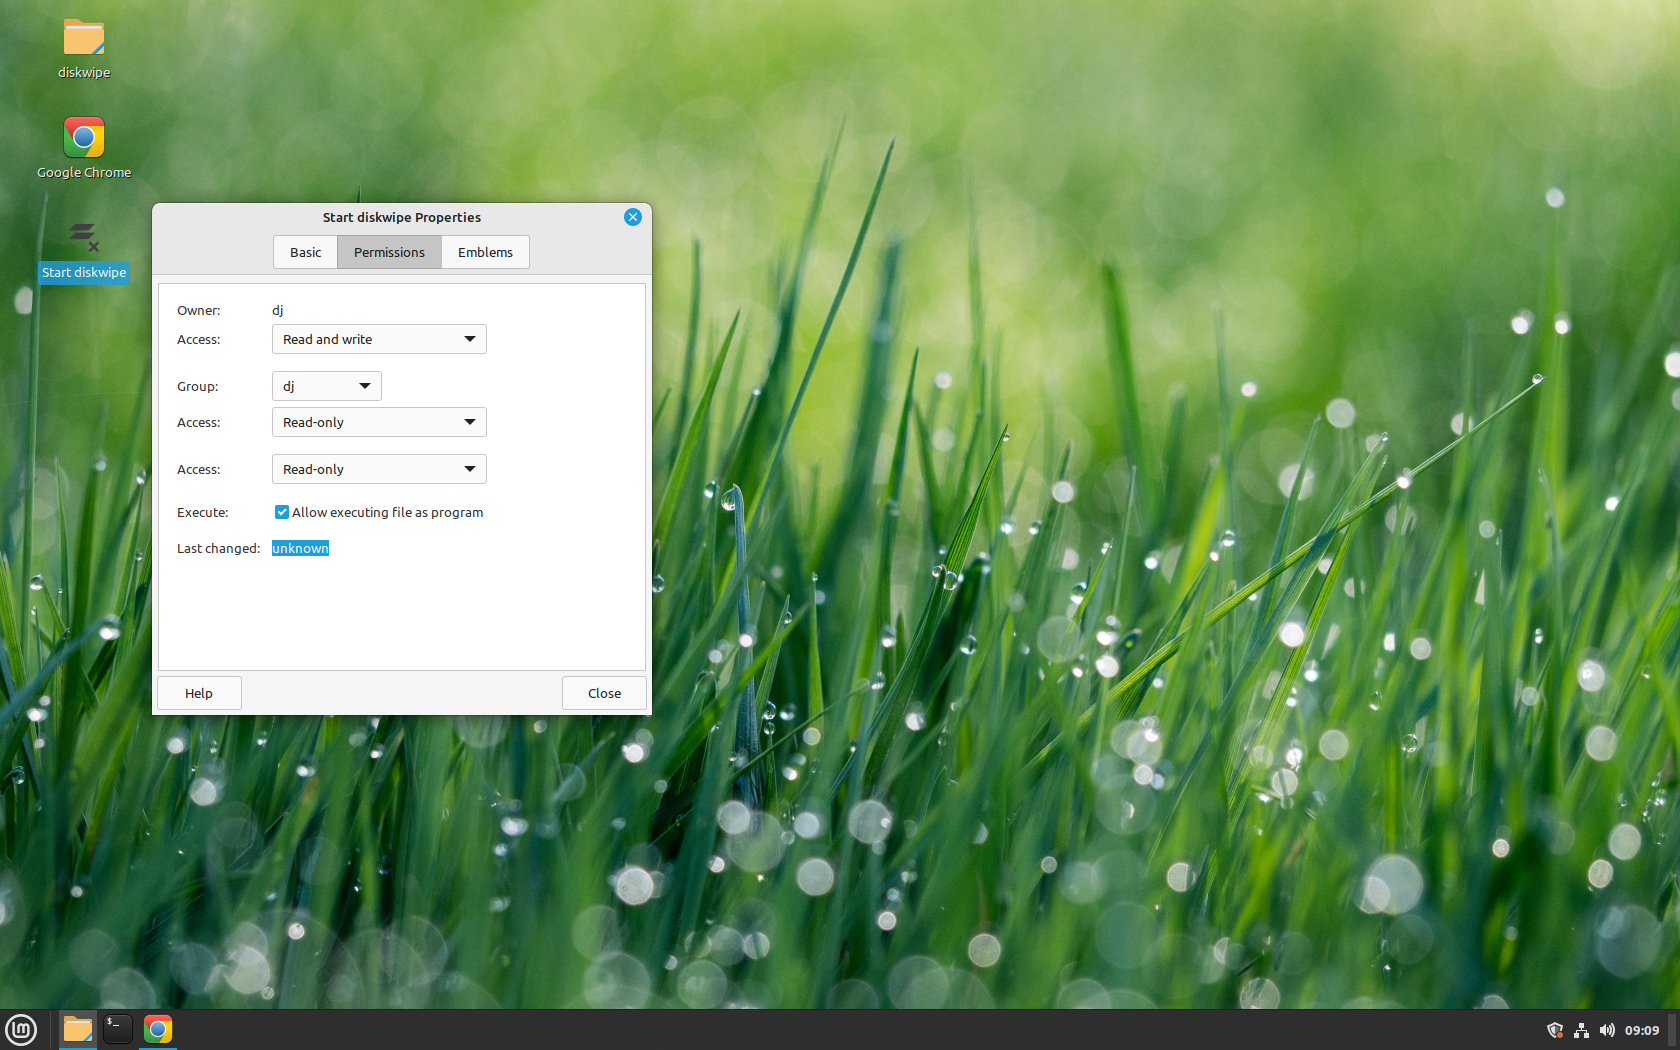 diskwipe
Google Chrome
Start diskwipe
Start diskwipe Properties
Basic Permissions Emblems
Owner: dj
Access: Read and write
Group: dj
Access: Read-only
Access: Read-only
Execute: Allow executing file as program
Last changed: unknown
Help Close
$_
lm
09:09